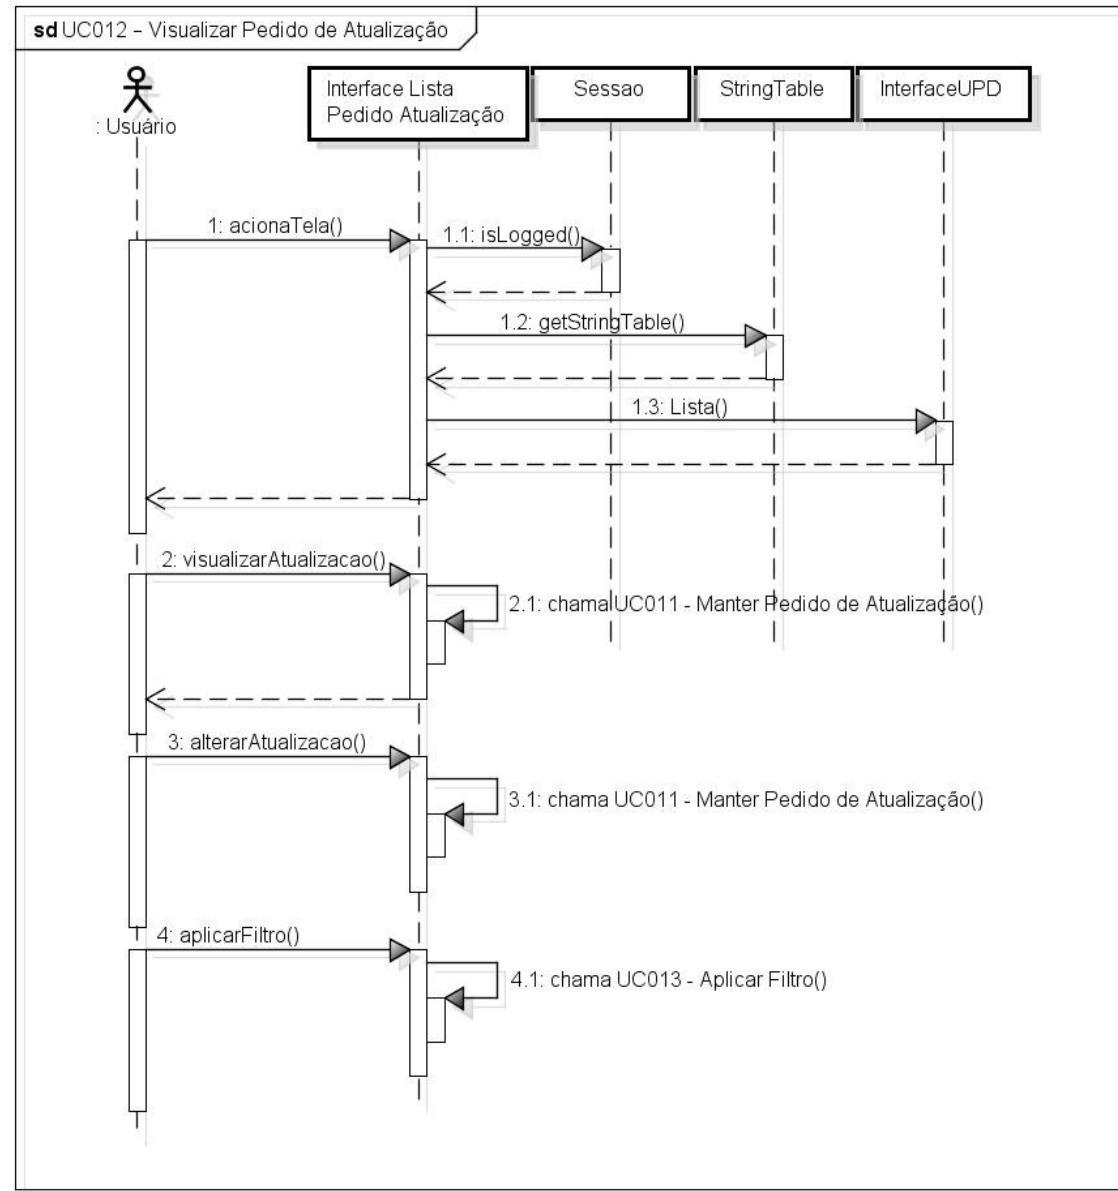 sd UC012 – Visualizar Pedido de Atualização
: Usuário
Interface Lista
Pedido Atualização
Sessao
StringTable
InterfaceUPD
1: acionaTela()
1.1: isLogged()
1.2: getStringTable()
1.3: Lista()
2: visualizarAtualizacao()
2.1: chama UC011 - Manter Pedido de Atualização()
3: alterarAtualizacao()
3.1: chama UC011 - Manter Pedido de Atualização()
4: aplicarFiltro()
4.1: chama UC013 - Aplicar Filtro()